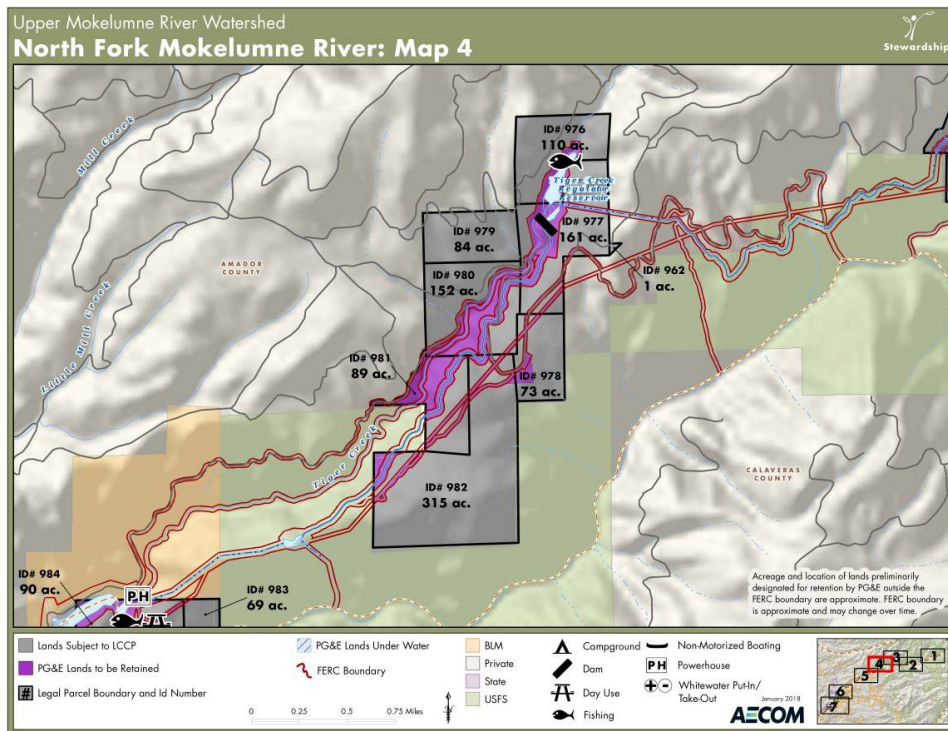 Upper Mokelumne River Watershed
North Fork Mokelumne River: Map 4
Stewardship
Mill Creek
ID# 976
110 ac.
Tiger Creek
Regulator
Reservoir
ID# 979
84 ac.
ID# 977
161 ac.
AMADOR
COUNTY
ID# 980
152 ac.
ID# 962
1 ac.
Little Mill Creek
ID# 981
89 ac.
ID# 978
73 ac.
Tiger Creek
CALAVERAS
COUNTY
ID# 982
315 ac.
ID# 984
90 ac.
PH
ID# 983
69 ac.
Acreage and location of lands preliminarily
designated for retention by PG&E outside the
FERC boundary are approximate. FERC boundary
is approximate and may change over time.
Lands Subject to LCCP
PG&E Lands to be Retained
# Legal Parcel Boundary and Id Number
PG&E Lands Under Water
FERC Boundary
0 0.25 0.5 0.75 Miles
BLM
Private
State
USFS
Campground
Dam
Day Use
Fishing
Non-Motorized Boating
PH Powerhouse
Whitewater Put-In/
Take-Out
January 2018
AECOM
1
2
3
4
5
6
7